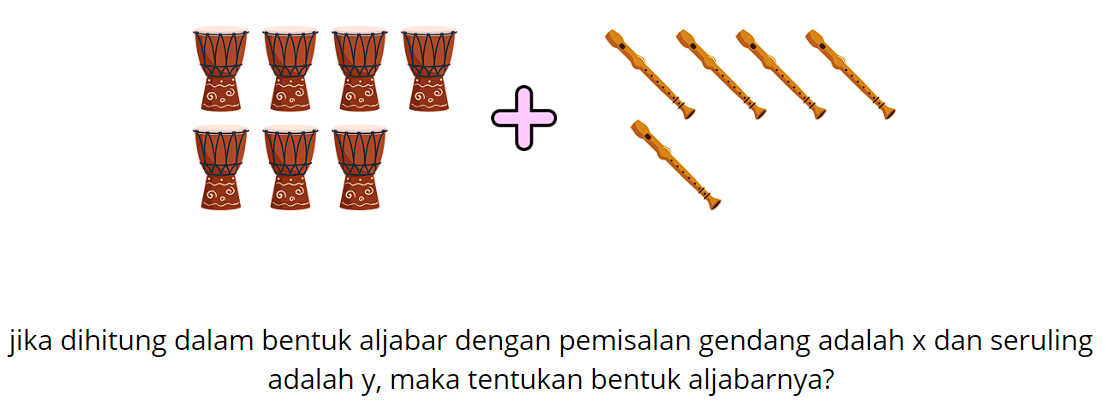 jika dihitung dalam bentuk aljabar dengan pemisalan gendang adalah x dan seruling
adalah y, maka tentukan bentuk aljabarnya?